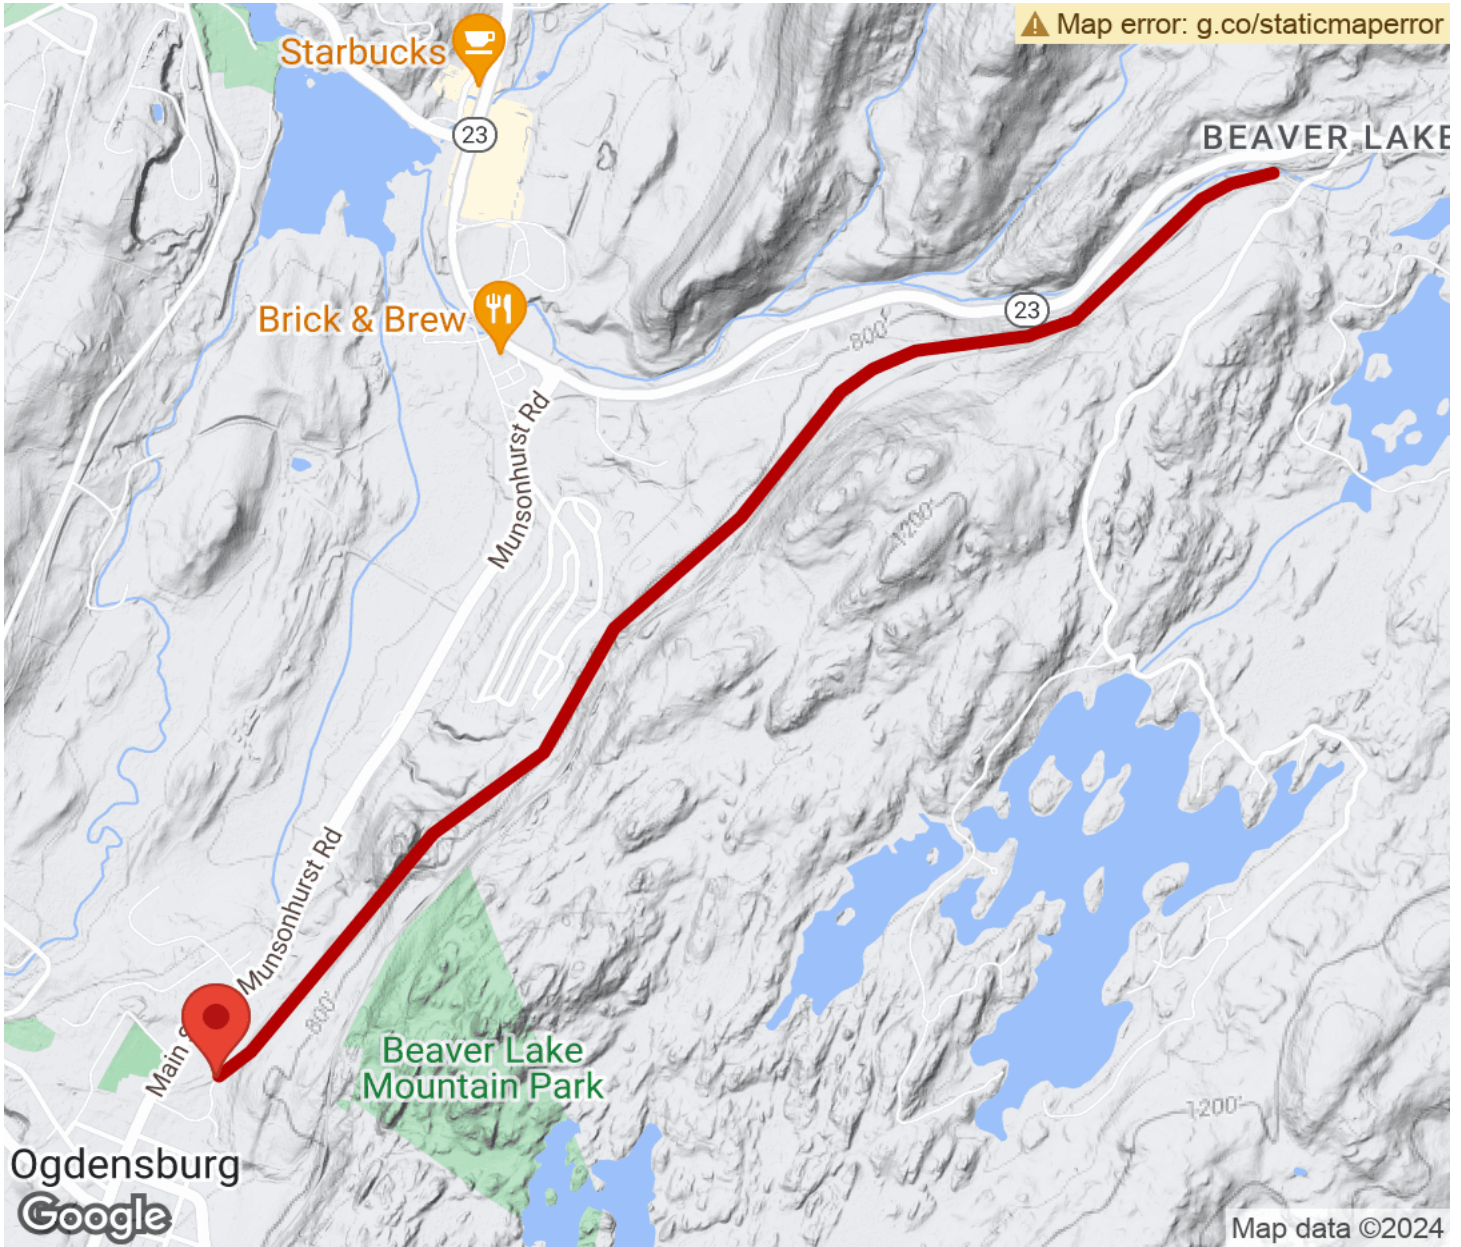 Map error: g.co/staticmaperror
Starbucks
23
BEAVER LAKE
Brick & Brew
23
800'
Munsonhurst Rd
1200'
Munsonhurst Rd
800'
Main
Beaver Lake
Mountain Park
1200'
Ogdensburg
Google
Map data ©2024